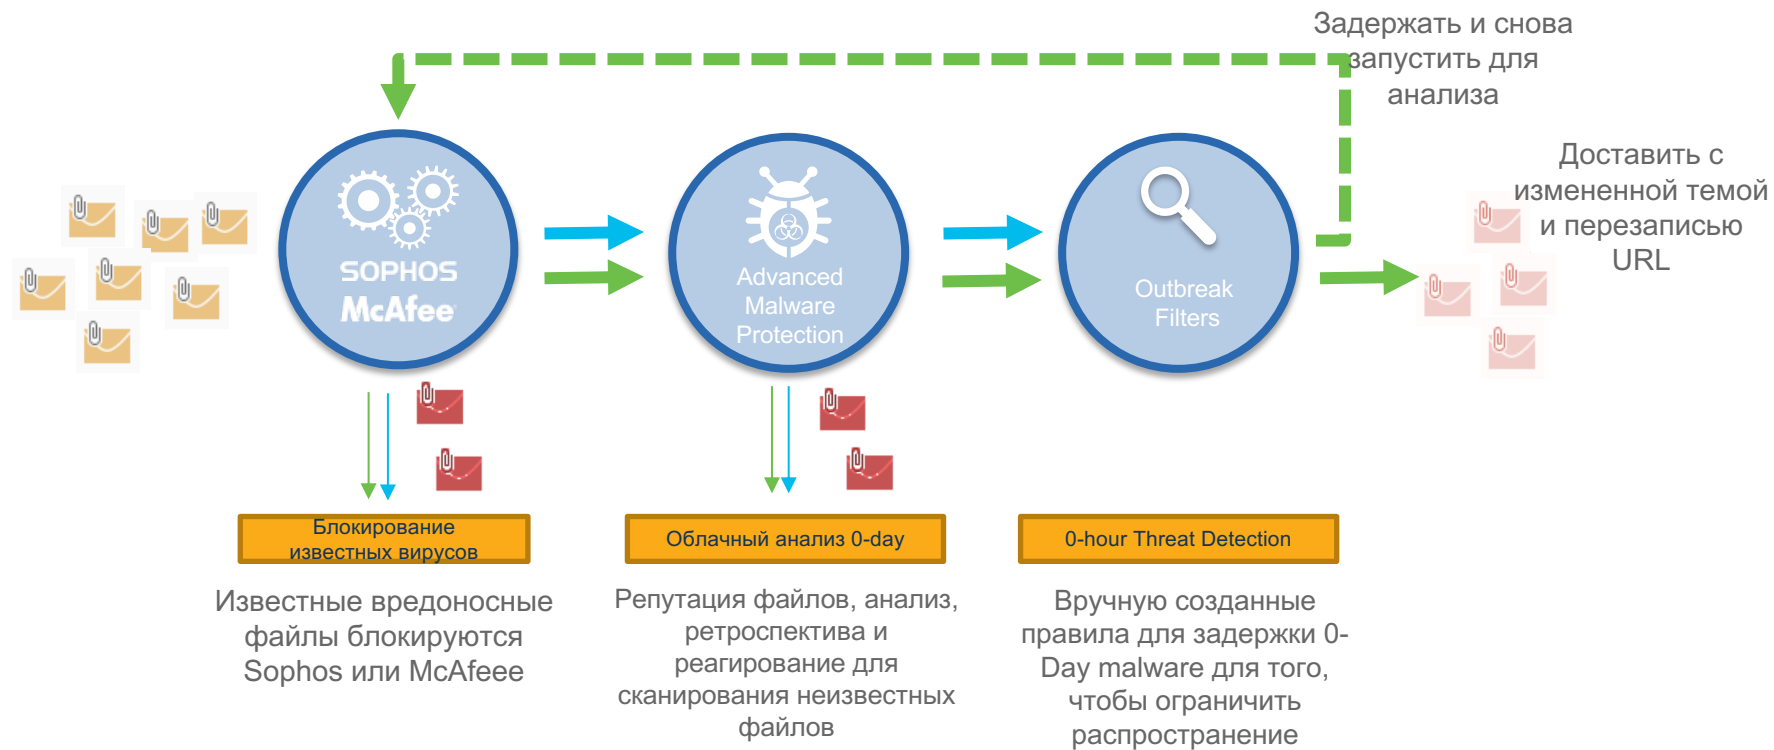 Задержать и снова
запустить для
анализа
Доставить с
измененной темой
и перезаписью
URL
SOPHOS
McAfee
Advanced
Malware
Protection
Outbreak
Filters
Блокирование
известных вирусов
Облачный анализ 0-day
0-hour Threat Detection
Известные вредоносные
файлы блокируются
Sophos или McAfeee
Репутация файлов, анализ,
ретроспектива и
реагирование для
сканирования неизвестных
файлов
Вручную созданные
правила для задержки 0-
Day malware для того,
чтобы ограничить
распространение